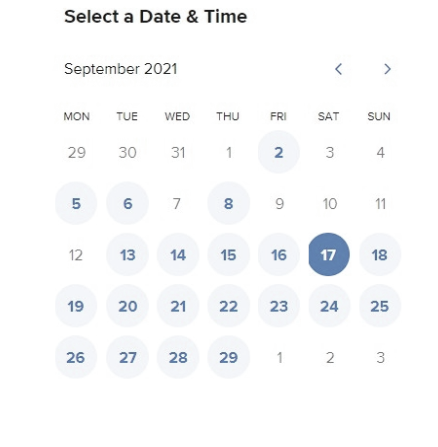 Select a Date & Time
September 2021
MON TUE WED THU FRI SAT SUN
29 30 31 1 2 3 4
5 6 7 8 9 10 11
12 13 14 15 16 17 18
19 20 21 22 23 24 25
26 27 28 29 1 2 3